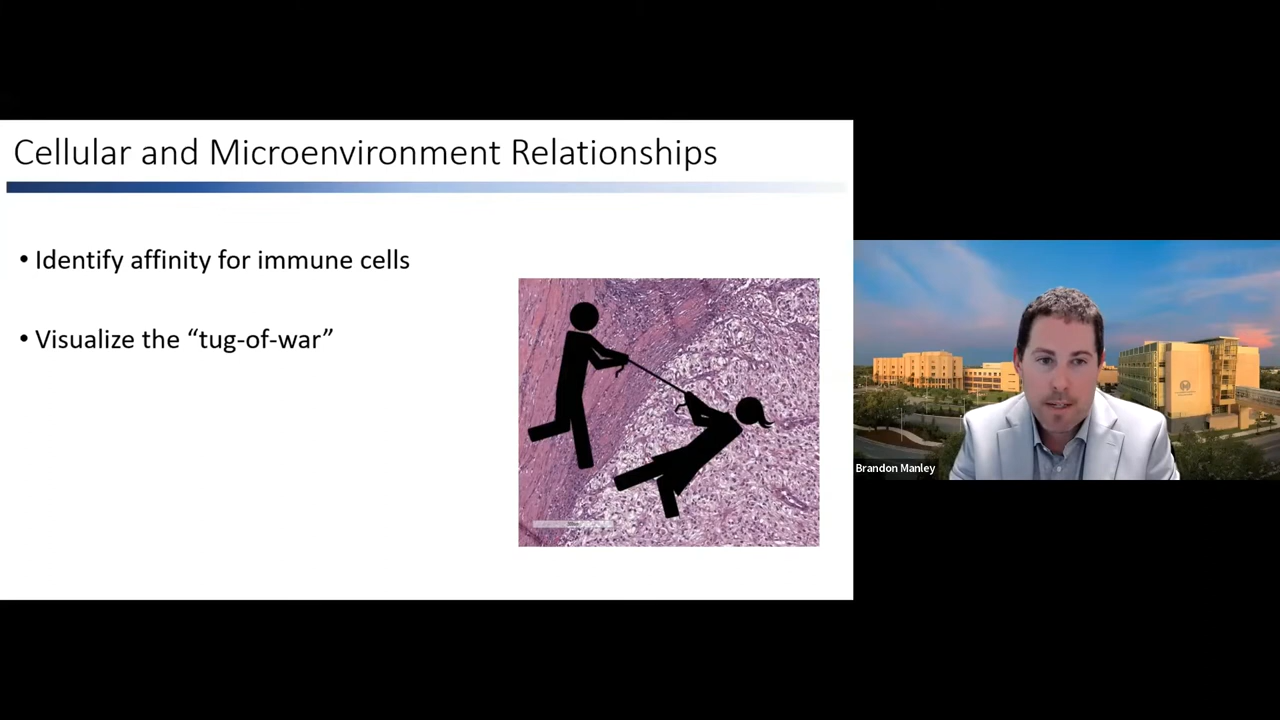 Cellular and Microenvironment Relationships
• Identify affinity for immune cells
• Visualize the “tug-of-war”
Brandon Manley